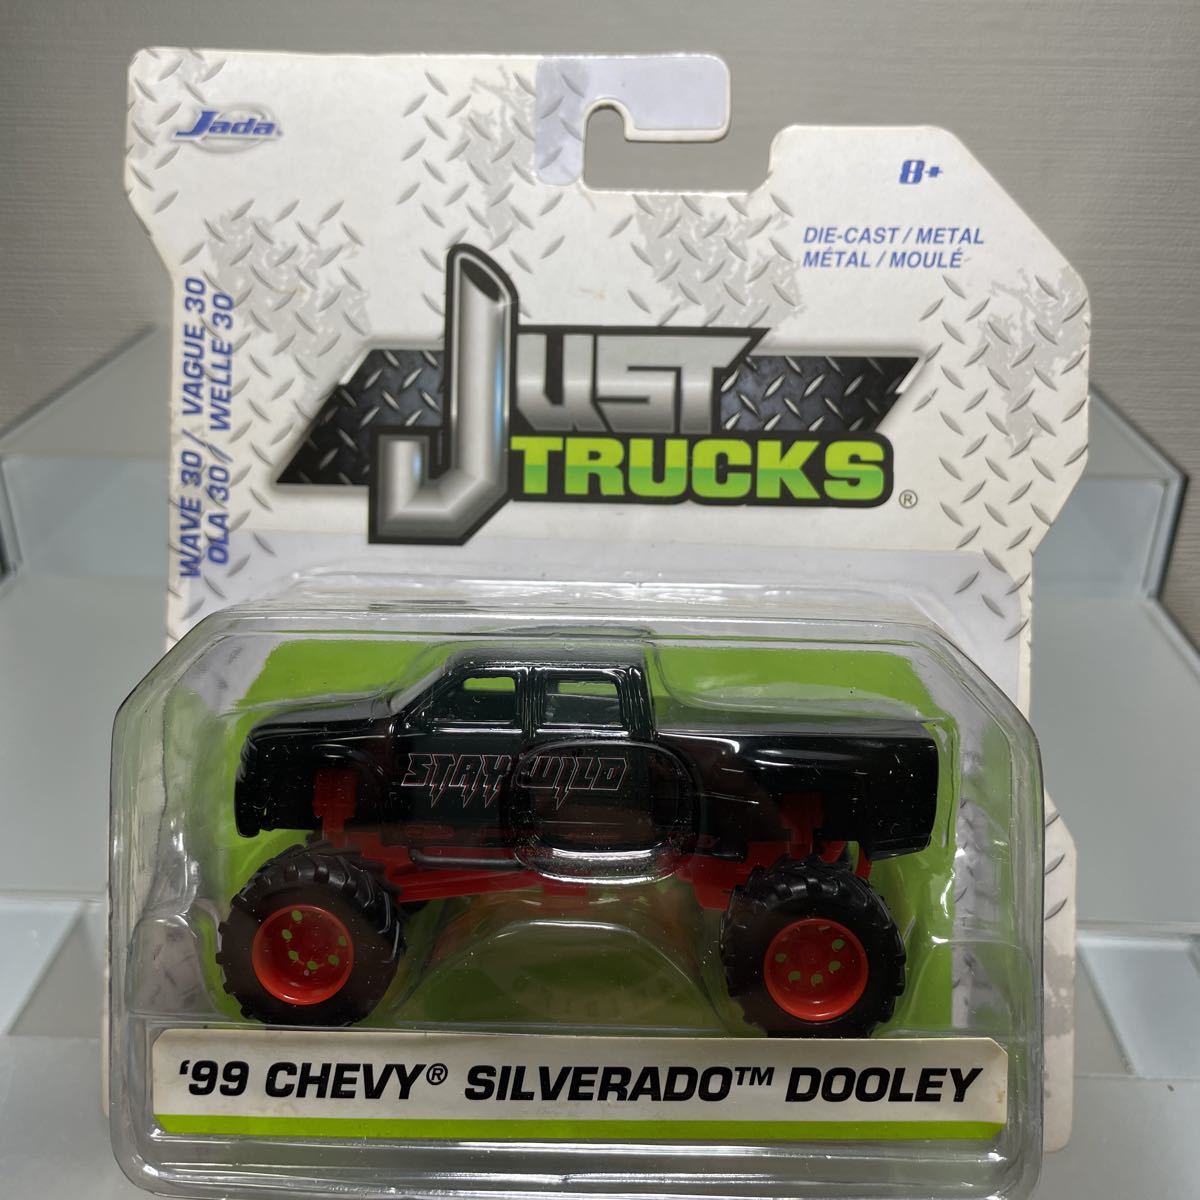 Jada
8+
DIE-CAST / METAL
MÉTAL / MOULÉ
WAVE 30 / VAGUE 30
OLA 30 / WELLE 30
JUST
TRUCKS®
STAY WILD
'99 CHEVY® SILVERADO™ DOOLEY